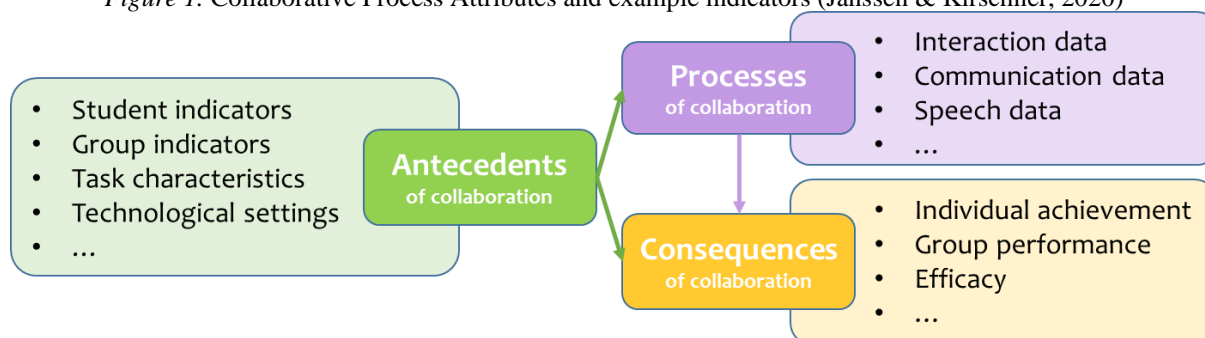 Figure 1. Collaborative Process Attributes and example indicators (Janssen & Kirschner, 2020)
• Student indicators
• Group indicators
• Task characteristics
• Technological settings
• …
Antecedents
of collaboration
Processes
of collaboration
• Interaction data
• Communication data
• Speech data
• …
Consequences
of collaboration
• Individual achievement
• Group performance
• Efficacy
• …